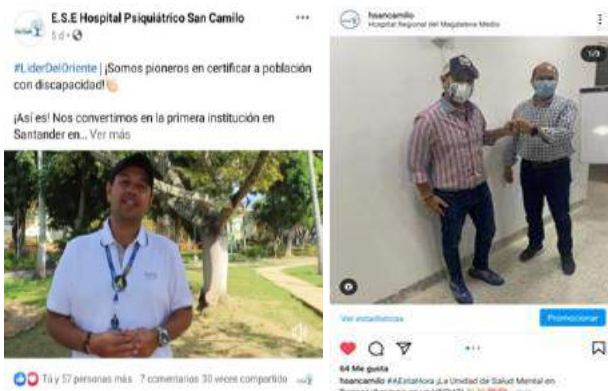 E.S.E Hospital Psiquiátrico San Camilo
5 d
#LiderDelOriente | ¡Somos pioneros en certificar a población
con discapacidad!
¡Así es! Nos convertimos en la primera institución en
Santander en... Ver más
Tú y 57 personas más 7 comentarios 30 veces compartido
hsancamilo
Hospital Regional del Magdalena Medio
1/3
Ver estadísticas
Promocionar
64 Me gusta
hsancamilo #AEstaHora ¡La Unidad de Salud Mental en